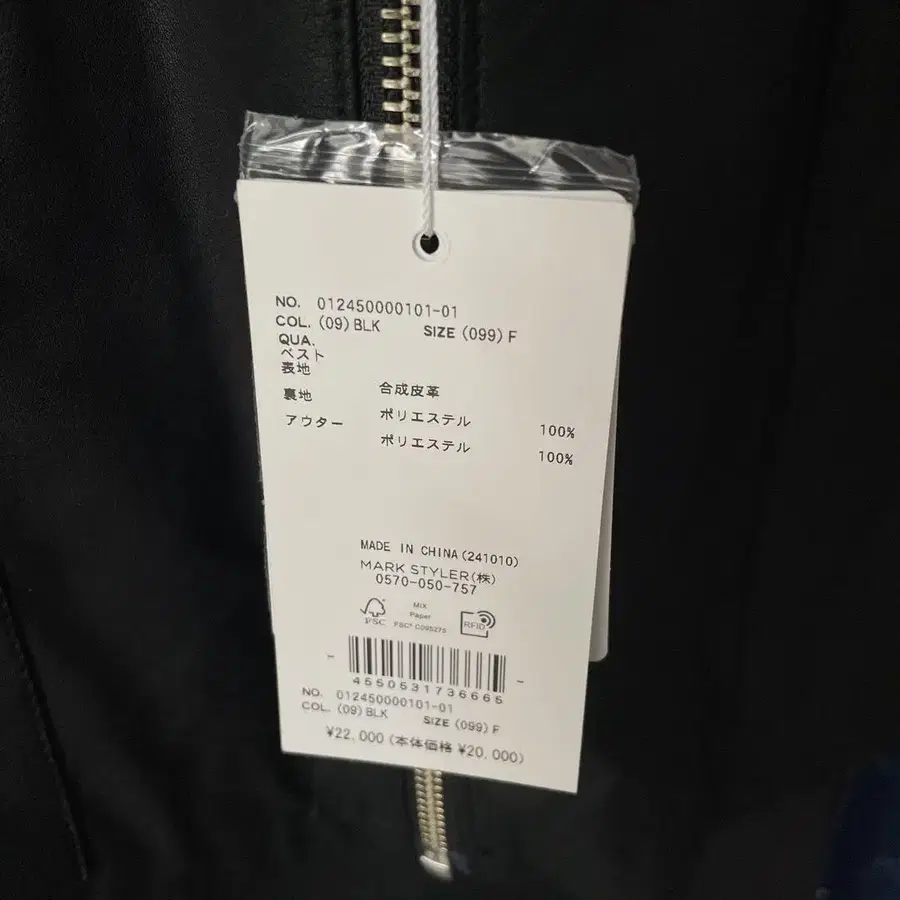 NO. 012450000101-01
COL. (09) BLK SIZE (099) F
QUA.
ベスト
表地
合成皮革
裏地
ポリエステル 100%
アウター
ポリエステル 100%
MADE IN CHINA(241010)
MARK STYLER(株)
0570-050-757
FSC
MIX
Paper
FSC® C095275
RFID
4550531736665
NO. 012450000101-01
COL. (09) BLK SIZE (099) F
¥22,000 (本体価格 ¥20,000)